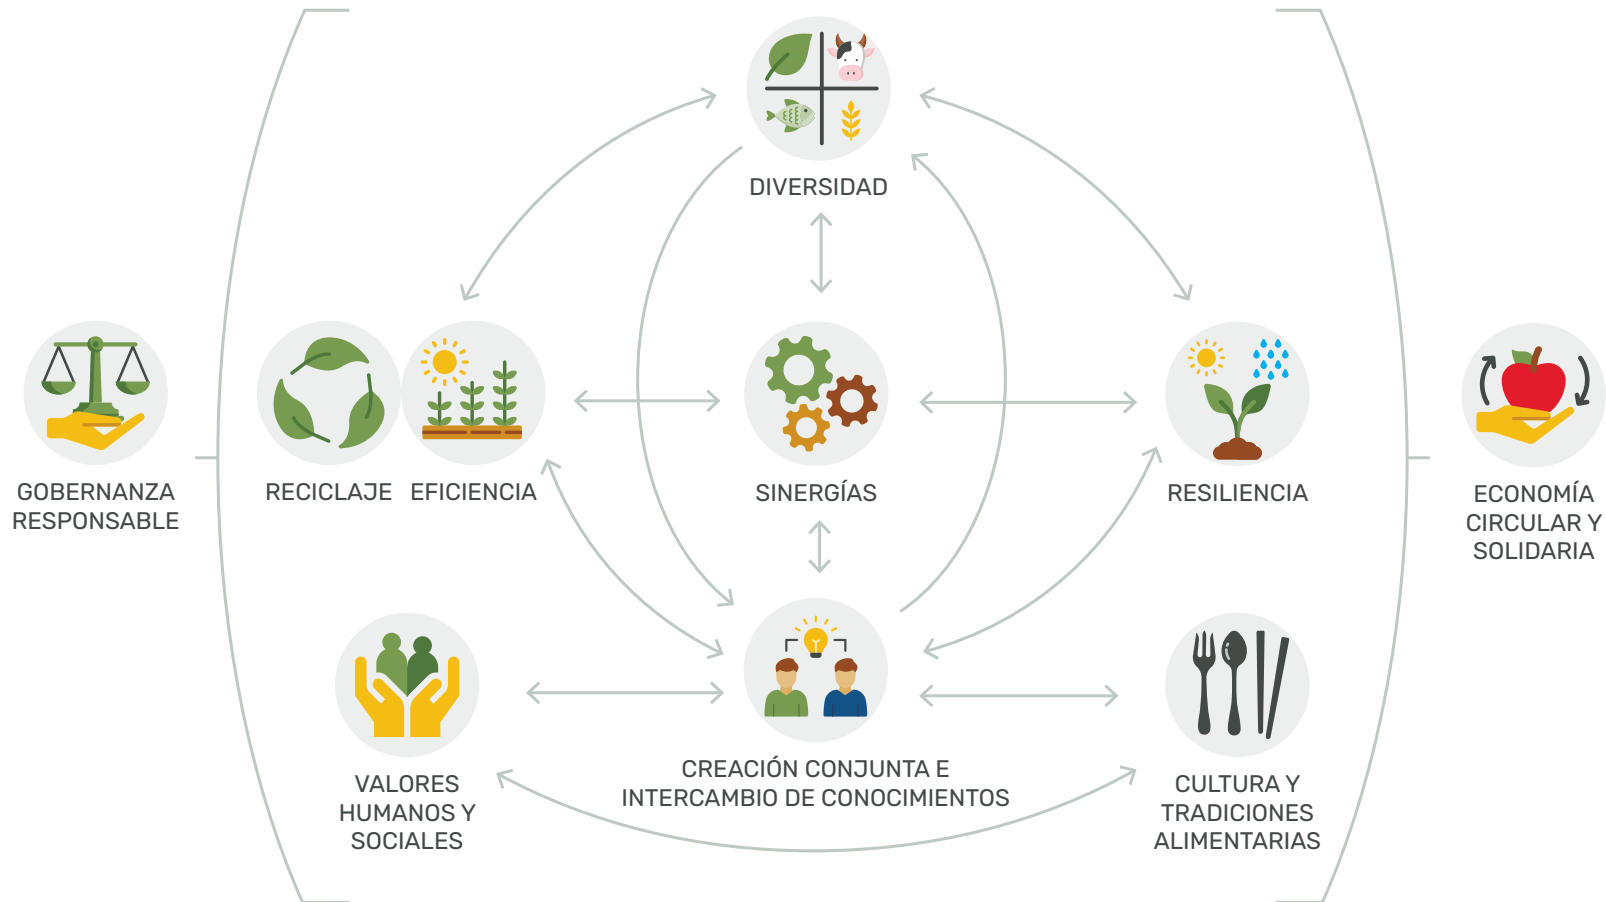 DIVERSIDAD
GOBERNANZA
RESPONSABLE
RECICLAJE
EFICIENCIA
SINERGÍAS
RESILIENCIA
ECONOMÍA
CIRCULAR Y
SOLIDARIA
VALORES
HUMANOS Y
SOCIALES
CREACIÓN CONJUNTA E
INTERCAMBIO DE CONOCIMIENTOS
CULTURA Y
TRADICIONES
ALIMENTARIAS